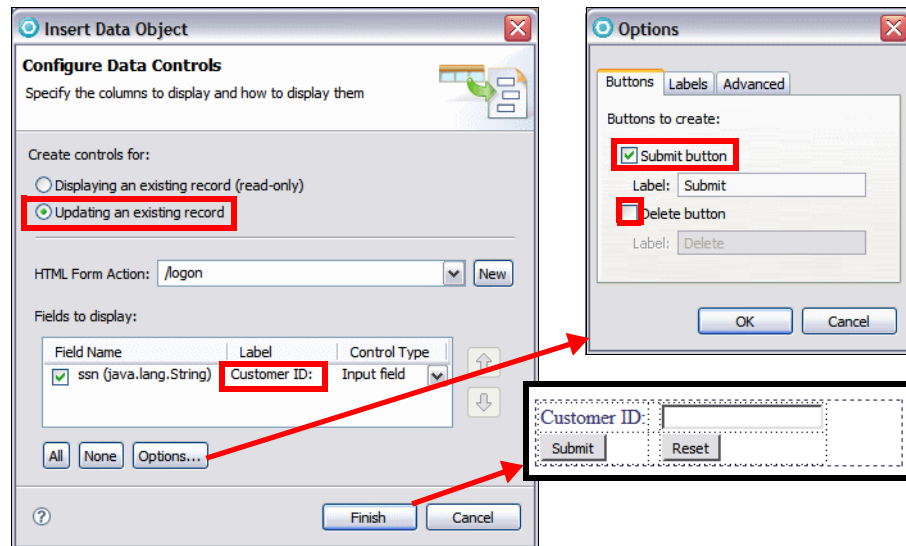 Insert Data Object
Configure Data Controls
Specify the columns to display and how to display them
Create controls for:
Displaying an existing record (read-only)
Updating an existing record
HTML Form Action: /logon New
Fields to display:
Field Name Label Control Type
ssn (java.lang.String) Customer ID: Input field
All None Options...
? Finish Cancel
Options
Buttons Labels Advanced
Buttons to create:
Submit button
Label: Submit
Delete button
Label: Delete
OK Cancel
Customer ID:
Submit Reset